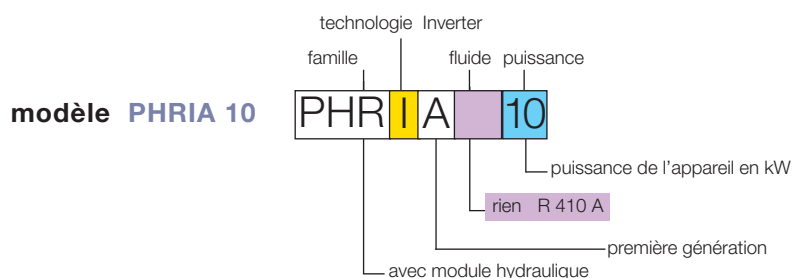 technologie Inverter
famille fluide puissance
modèle PHRIA 10 PHR I A 10
puissance de l'appareil en kW
rien R 410 A
première génération
avec module hydraulique